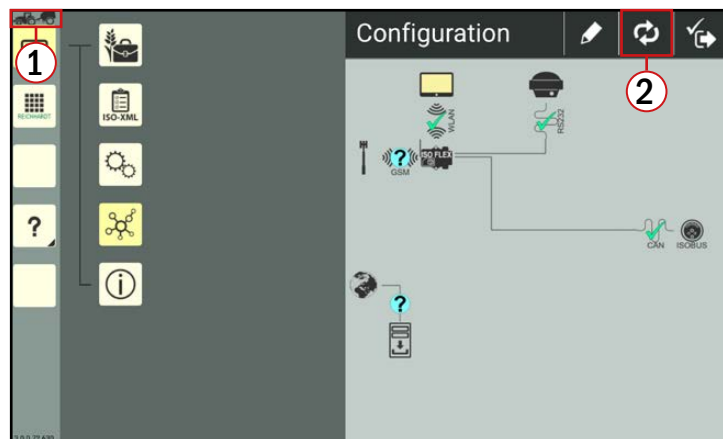 Configuration
1
2
REICHHARDT
ISO-XML
WLAN
RS232
?
ISO FLEX
GSM
?
CAN
ISOBUS
?